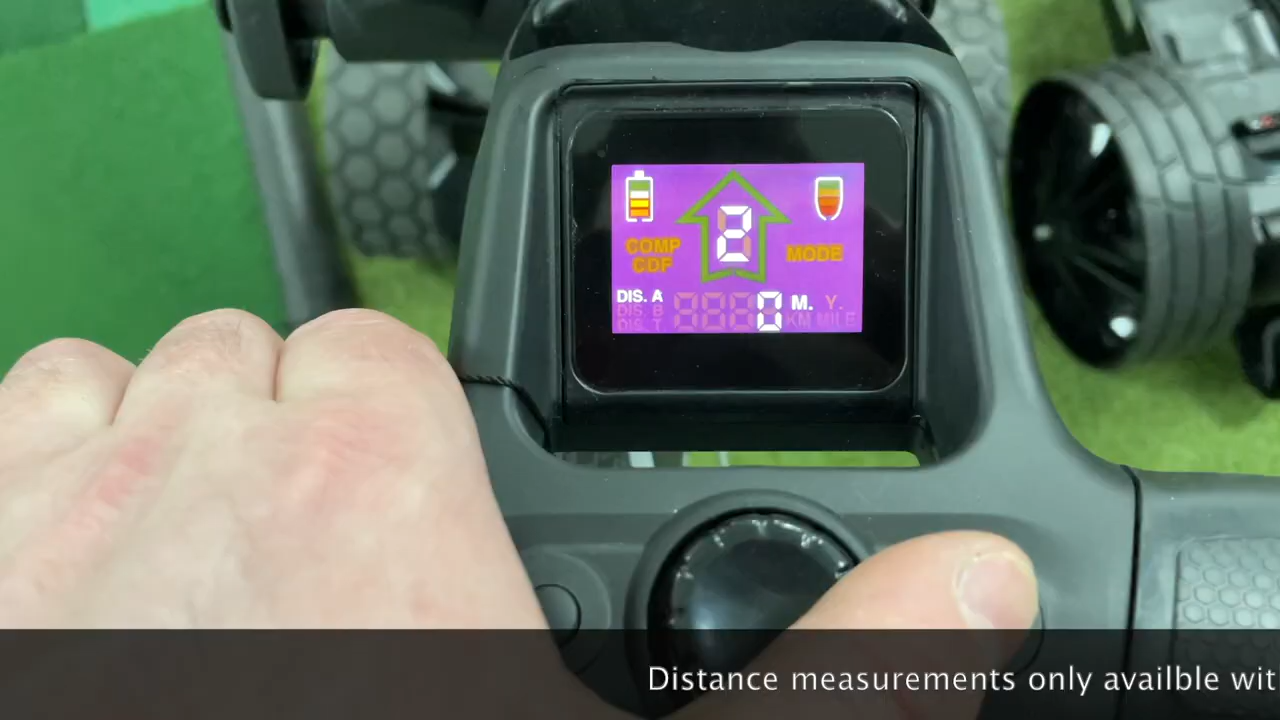 2
COMP
CDF
MODE
DIS. A
DIS. B
DIS. T
0
M. Y.
KM MILE
Distance measurements only availble wit